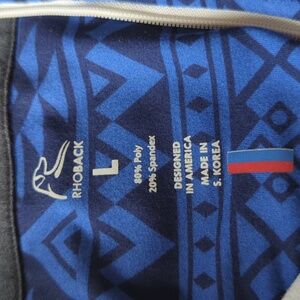 RHOBACK
L
80% Poly
20% Spandex
DESIGNED
IN AMERICA
MADE IN
S. KOREA